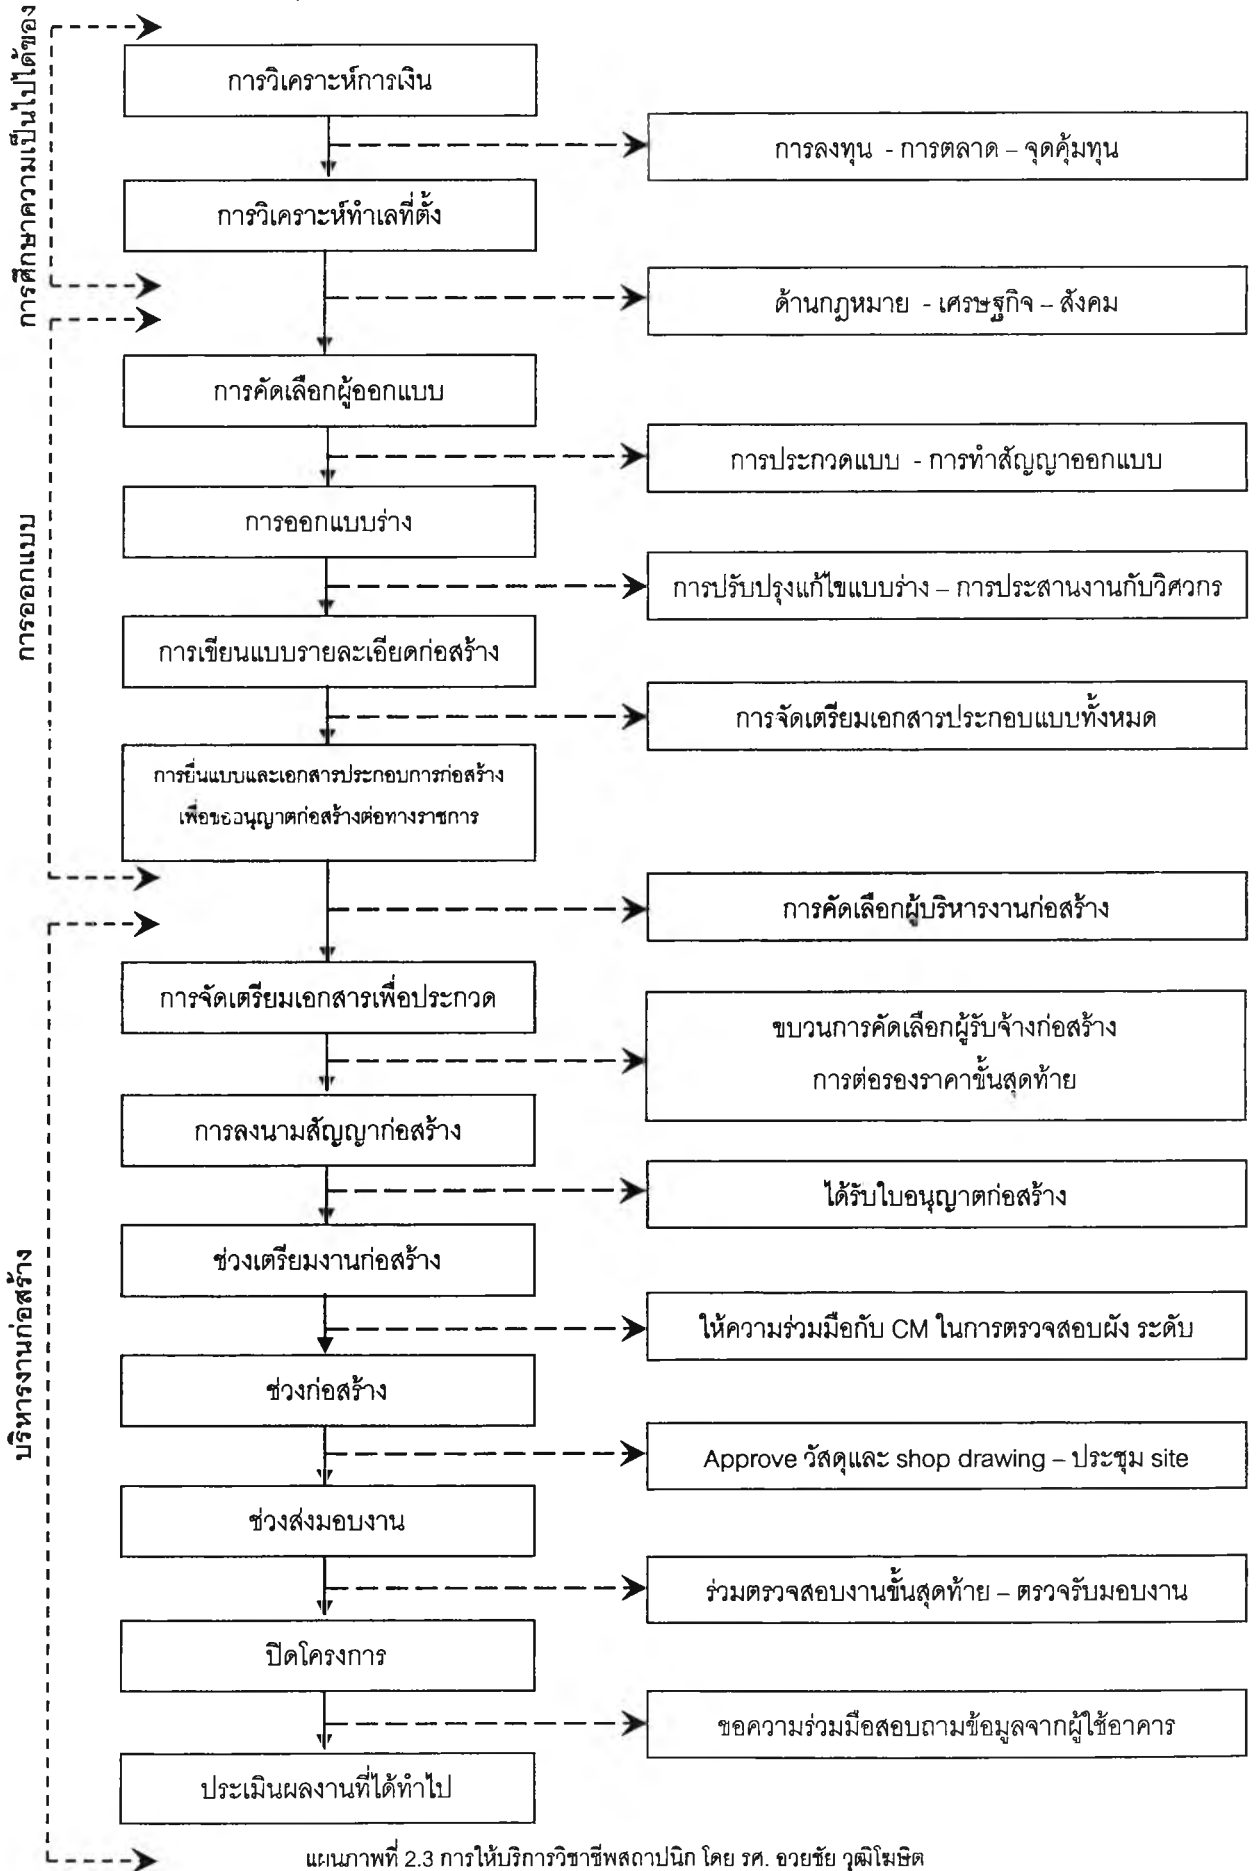 การศึกษาความเป็นไปได้ของ
การวิเคราะห์การเงิน
การลงทุน - การตลาด – จุดคุ้มทุน
การวิเคราะห์ทำเลที่ตั้ง
ด้านกฎหมาย - เศรษฐกิจ – สังคม
การออกแบบ
การคัดเลือกผู้ออกแบบ
การประกวดแบบ - การทำสัญญาออกแบบ
การออกแบบร่าง
การปรับปรุงแก้ไขแบบร่าง – การประสานงานกับวิศวกร
การเขียนแบบรายละเอียดก่อสร้าง
การจัดเตรียมเอกสารประกอบแบบทั้งหมด
การยื่นแบบและเอกสารประกอบการก่อสร้าง
เพื่อขออนุญาตก่อสร้างต่อทางราชการ
การคัดเลือกผู้บริหารงานก่อสร้าง
บริหารงานก่อสร้าง
การจัดเตรียมเอกสารเพื่อประกวด
ขบวนการคัดเลือกผู้รับจ้างก่อสร้าง
การต่อรองราคาขั้นสุดท้าย
การลงนามสัญญาก่อสร้าง
ได้รับใบอนุญาตก่อสร้าง
ช่วงเตรียมงานก่อสร้าง
ให้ความร่วมมือกับ CM ในการตรวจสอบผัง ระดับ
ช่วงก่อสร้าง
Approve วัสดุและ shop drawing – ประชุม site
ช่วงส่งมอบงาน
ร่วมตรวจสอบงานขั้นสุดท้าย – ตรวจรับมอบงาน
ปิดโครงการ
ขอความร่วมมือสอบถามข้อมูลจากผู้ใช้อาคาร
ประเมินผลงานที่ได้ทำไป
แผนภาพที่ 2.3 การให้บริการวิชาชีพสถาปนิก โดย รศ. อวยชัย วุฒิโฆษิต